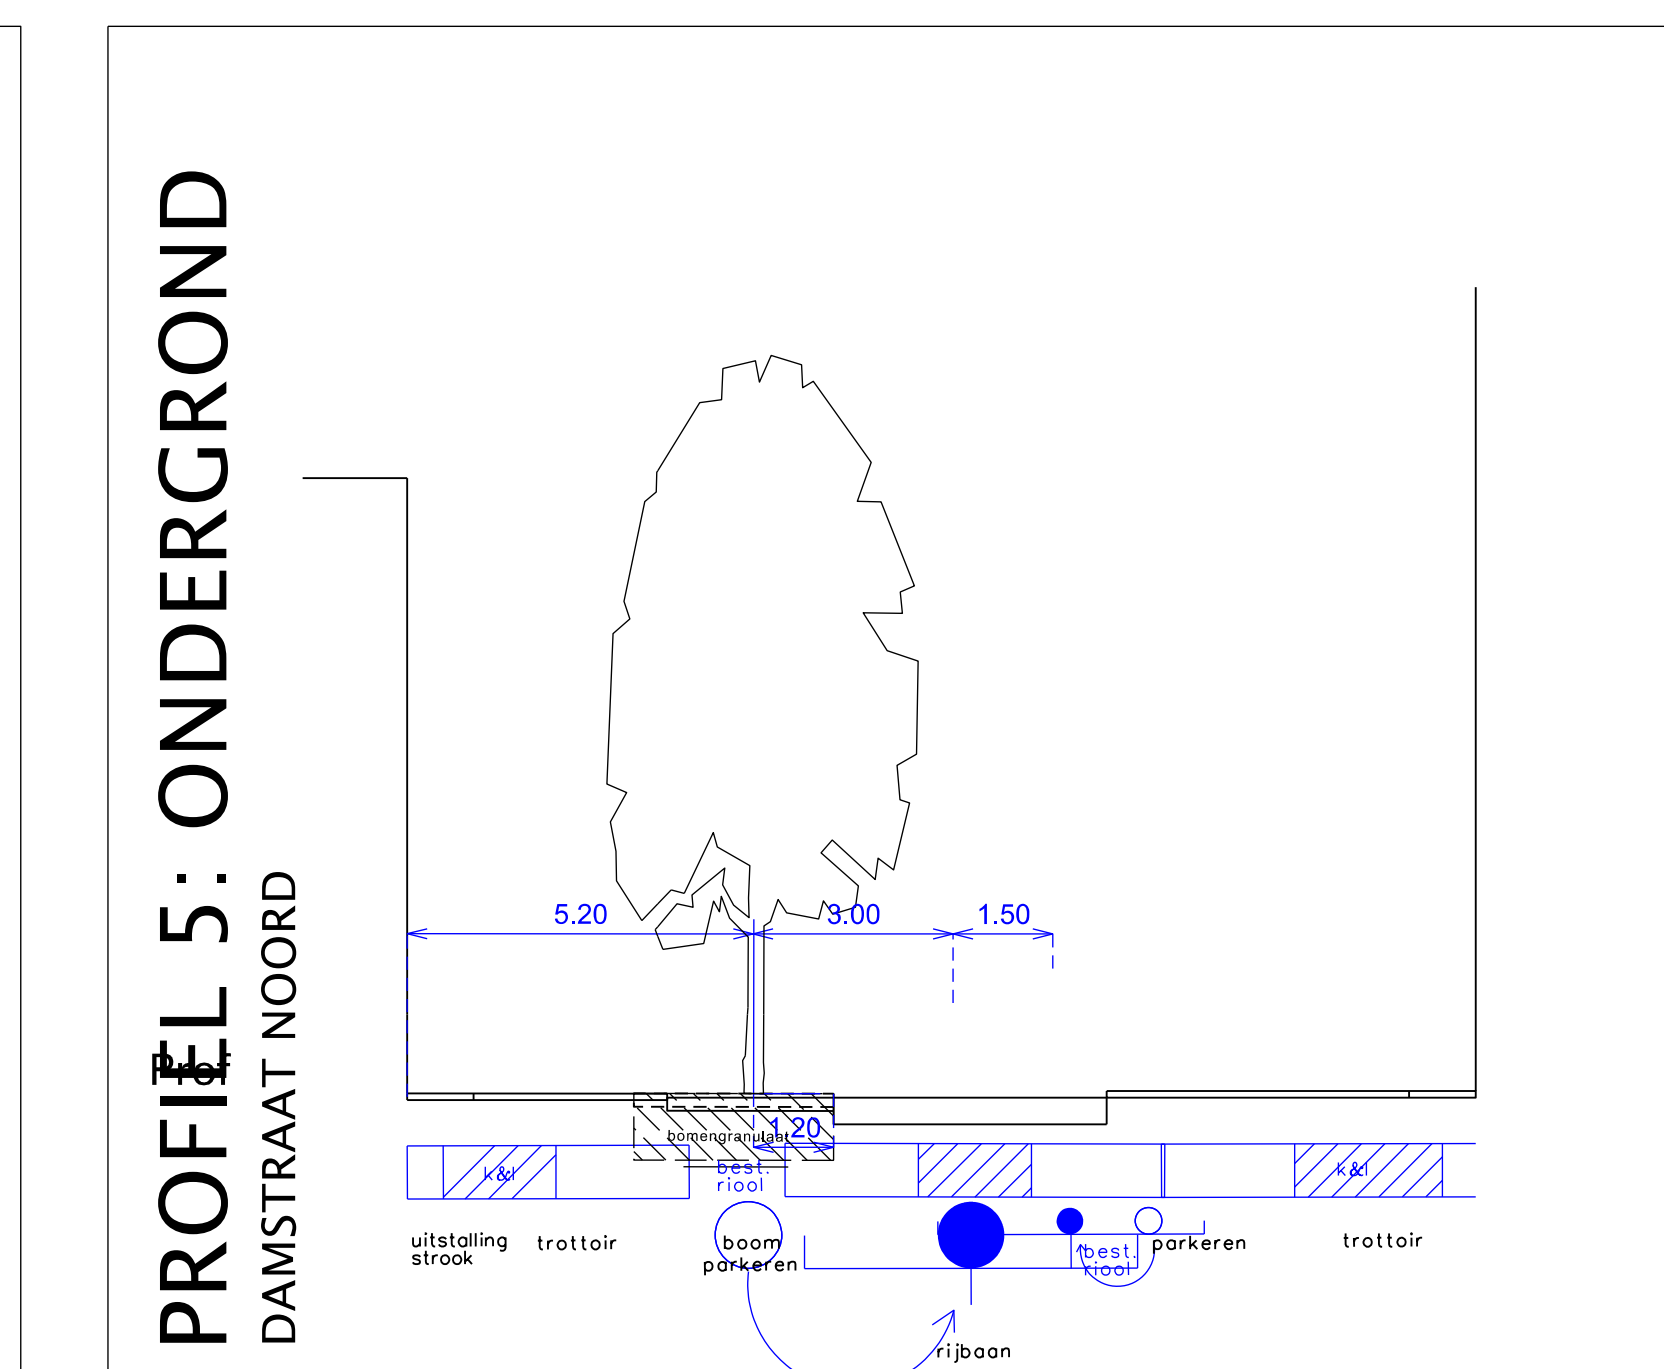 PROFIEL 5: ONDERGROND
DAMSTRAAT NOORD
Prof
5.20
3.00
1.50
1.20
bomengranulaat
k&l
best.
riool
k&l
uitstalling
strook
trottoir
boom
parkeren
best.
riool
parkeren
trottoir
rijbaan